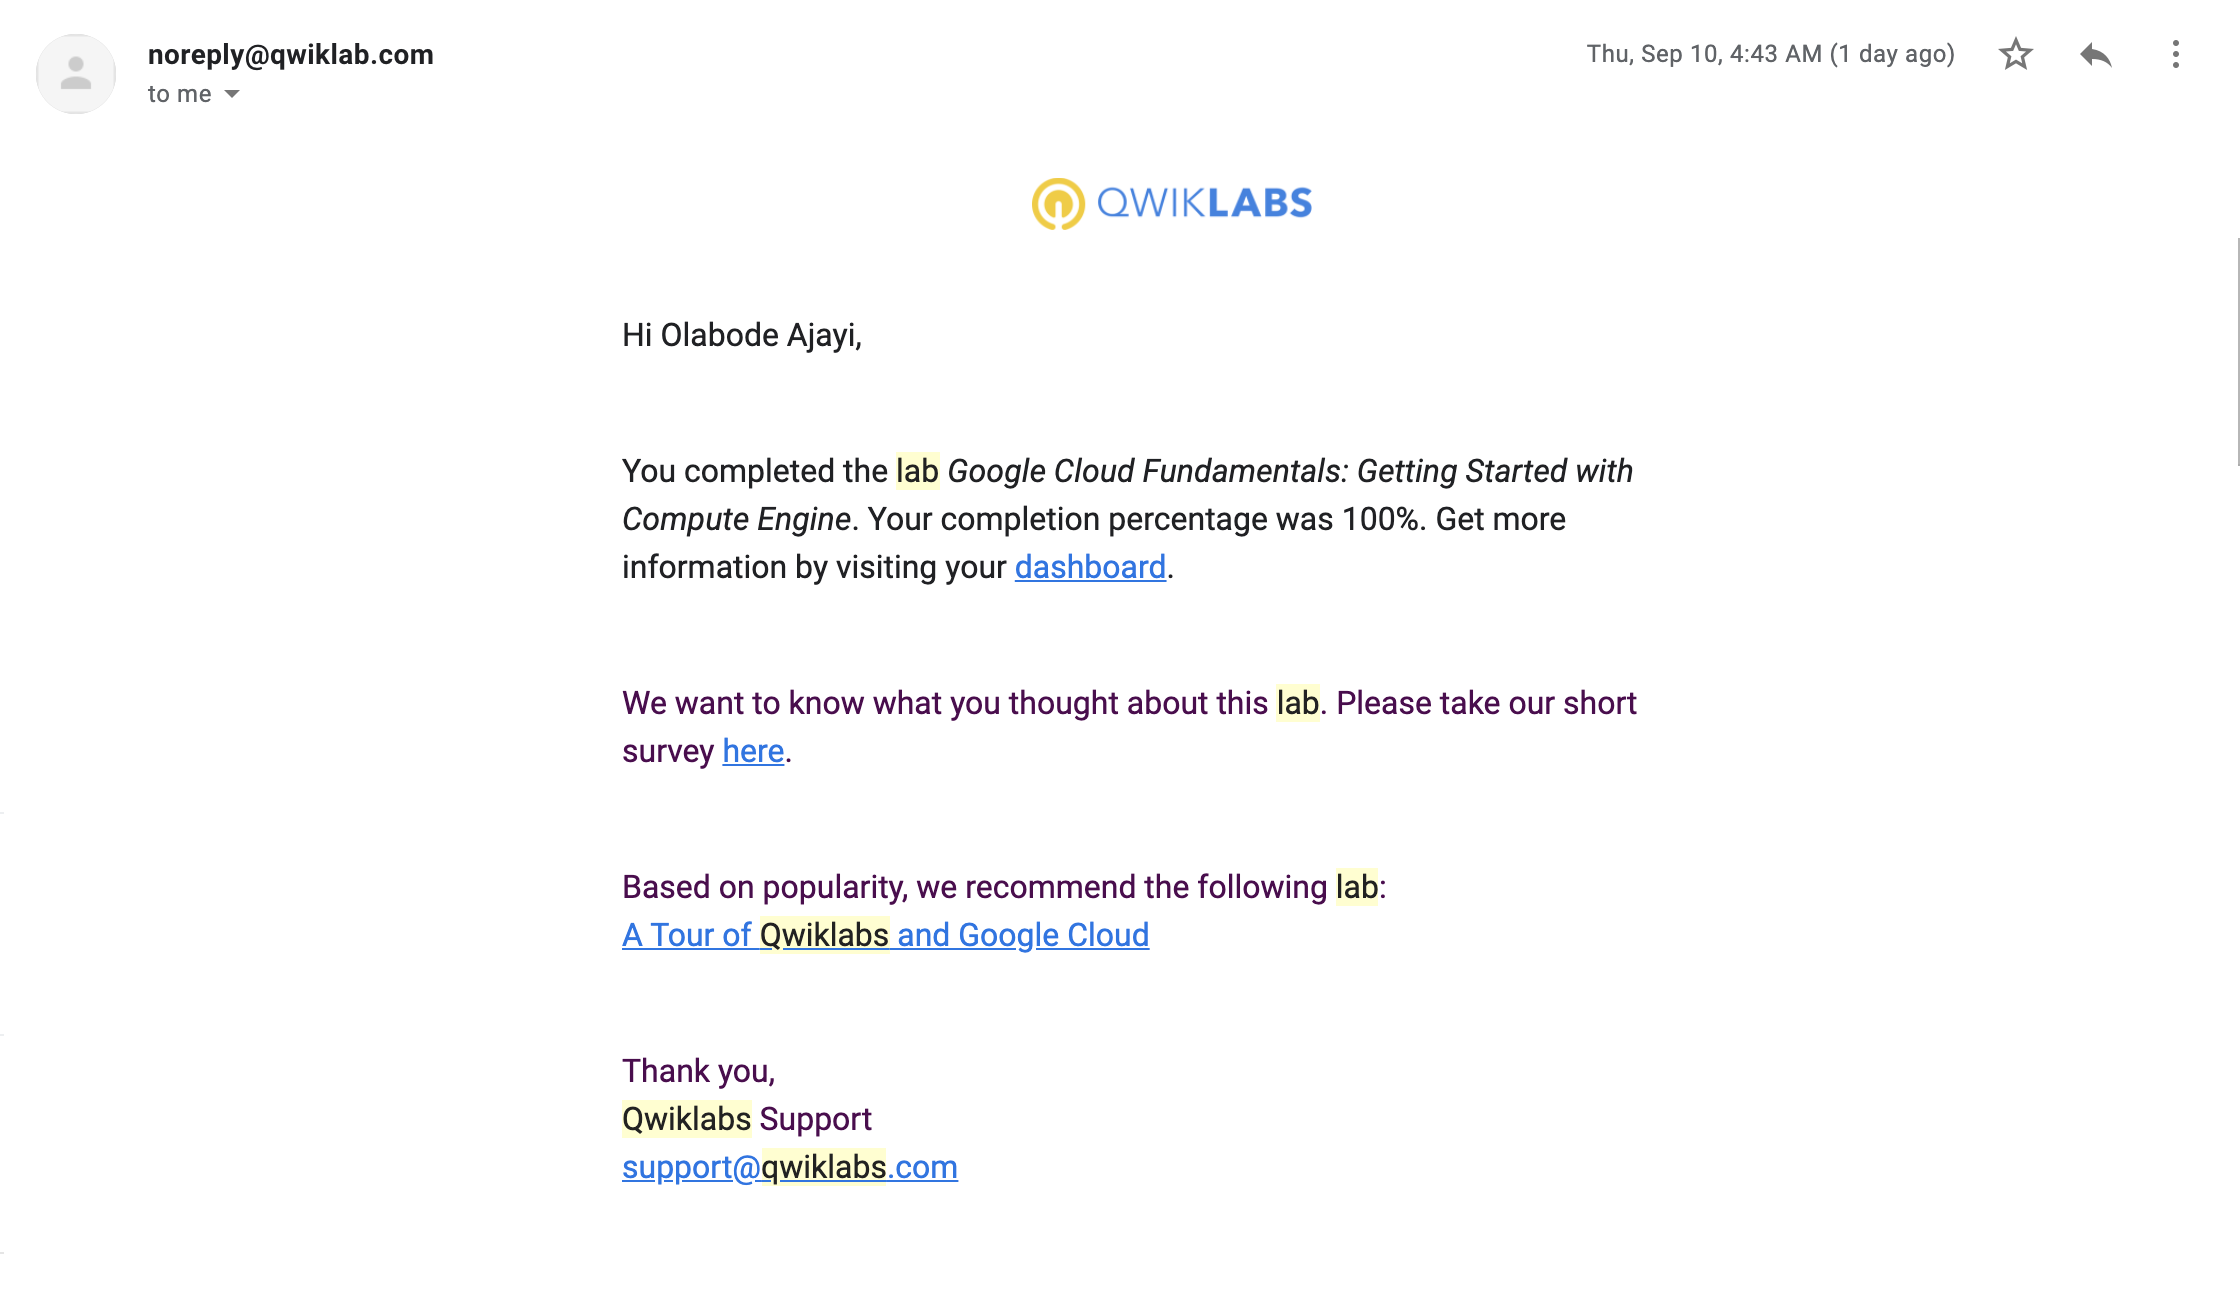 noreply@qwiklab.com
Thu, Sep 10, 4:43 AM (1 day ago)
to me
QWIKLABS
Hi Olabode Ajayi,
You completed the lab Google Cloud Fundamentals: Getting Started with
Compute Engine. Your completion percentage was 100%. Get more
information by visiting your dashboard.
We want to know what you thought about this lab. Please take our short
survey here.
Based on popularity, we recommend the following lab:
A Tour of Qwiklabs and Google Cloud
Thank you,
Qwiklabs Support
support@qwiklabs.com